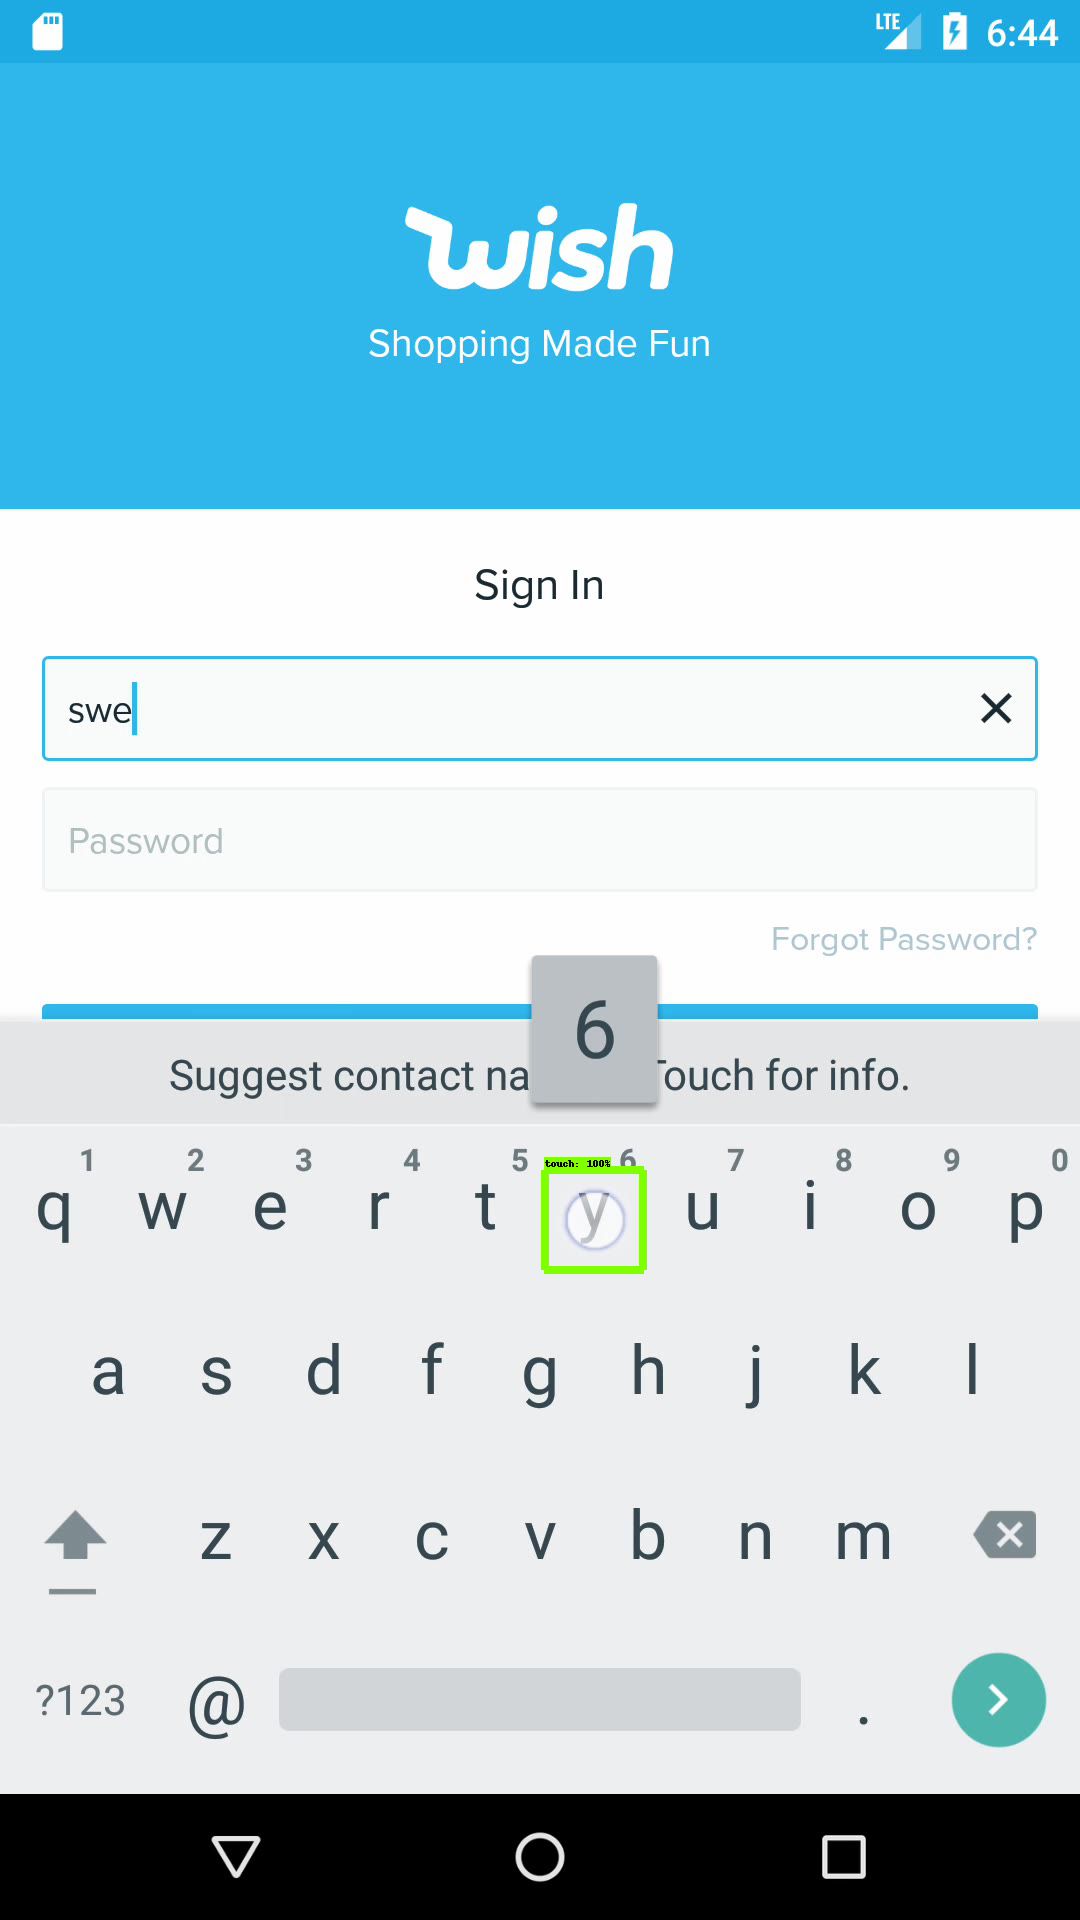 LTE 6:44
wish
Shopping Made Fun
Sign In
swe
Password
Forgot Password?
6
Suggest contact na Touch for info.
touch: 100%
1 2 3 4 5 6 7 8 9 0
q w e r t y u i o p
a s d f g h j k l
z x c v b n m
?123 @ .